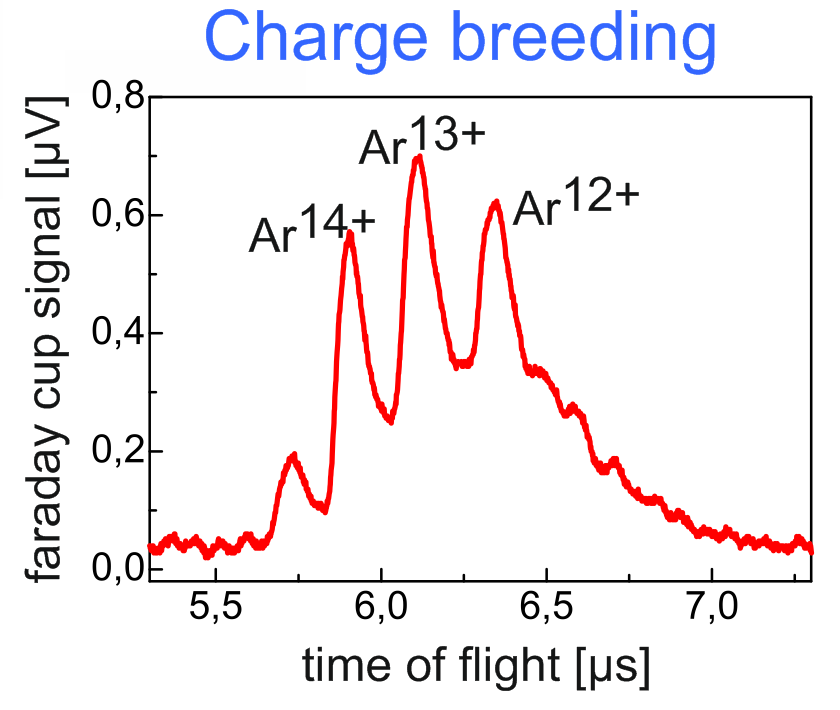 Charge breeding
faraday cup signal [µV]
0,8
0,6
0,4
0,2
0,0
Ar14+
Ar13+
Ar12+
5,5 6,0 6,5 7,0
time of flight [µs]